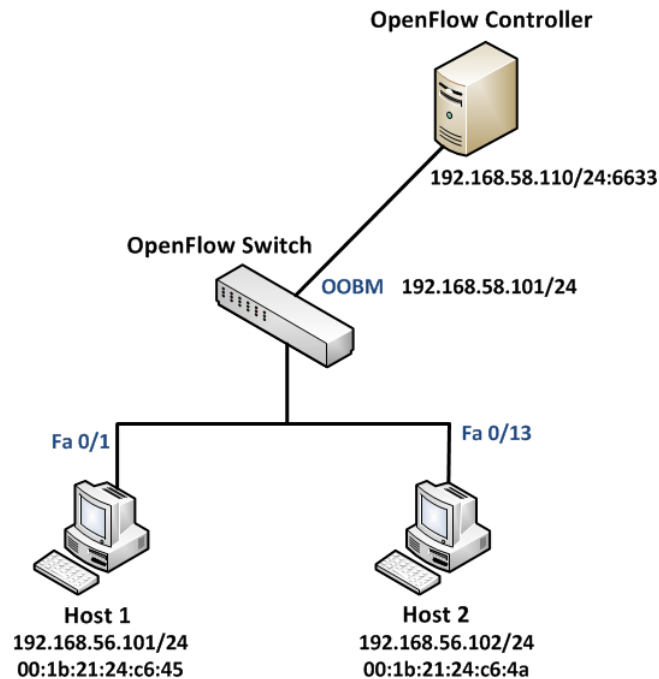 OpenFlow Controller
192.168.58.110/24:6633
OpenFlow Switch
OOBM 192.168.58.101/24
Fa 0/1
Fa 0/13
Host 1
192.168.56.101/24
00:1b:21:24:c6:45
Host 2
192.168.56.102/24
00:1b:21:24:c6:4a